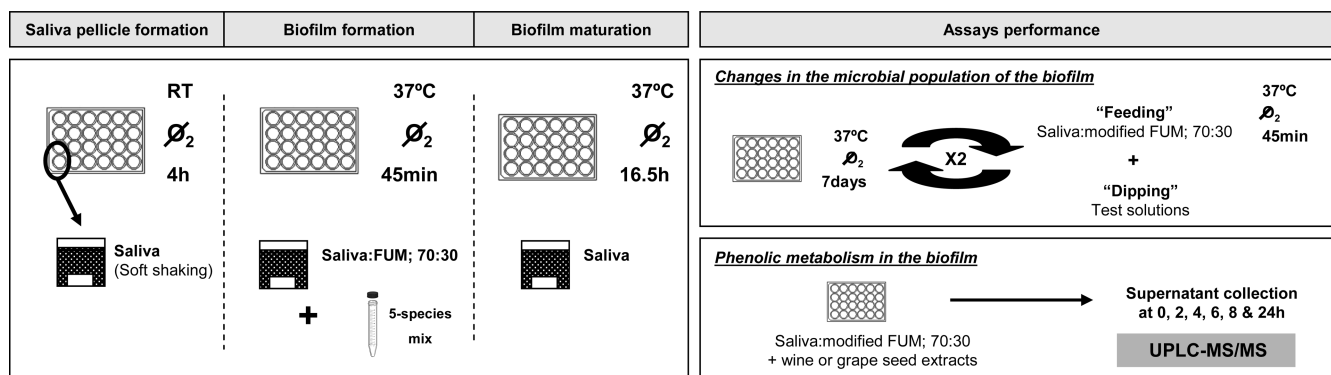 Saliva pellicle formation
Biofilm formation
Biofilm maturation
Assays performance
RT
Ø2
4h
Saliva
(Soft shaking)
37ºC
Ø2
45min
Saliva:FUM; 70:30
+
5-species
mix
37ºC
Ø2
16.5h
Saliva
Changes in the microbial population of the biofilm
37ºC
Ø2
7days
X2
“Feeding”
Saliva:modified FUM; 70:30
+
“Dipping”
Test solutions
37ºC
Ø2
45min
Phenolic metabolism in the biofilm
Saliva:modified FUM; 70:30
+ wine or grape seed extracts
Supernatant collection
at 0, 2, 4, 6, 8 & 24h
UPLC-MS/MS